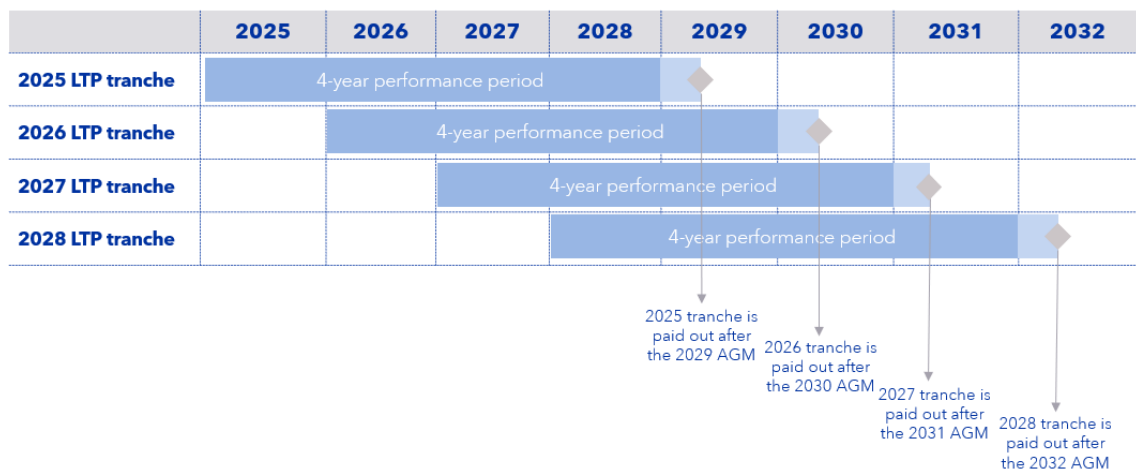 2025 2026 2027 2028 2029 2030 2031 2032
2025 LTP tranche 4-year performance period
2026 LTP tranche 4-year performance period
2027 LTP tranche 4-year performance period
2028 LTP tranche 4-year performance period
2025 tranche is
paid out after
the 2029 AGM
2026 tranche is
paid out after
the 2030 AGM
2027 tranche is
paid out after
the 2031 AGM
2028 tranche is
paid out after
the 2032 AGM